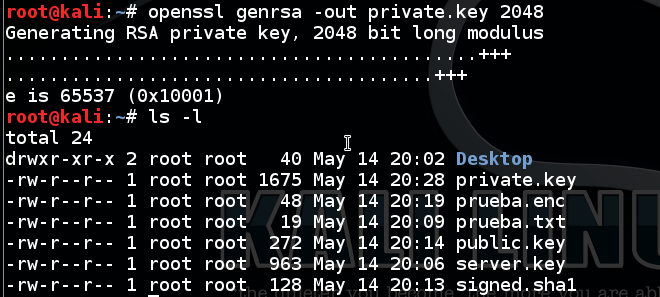 root@kali:~# openssl genrsa -out private.key 2048
Generating RSA private key, 2048 bit long modulus
.............................................+++
.........................................+++
e is 65537 (0x10001)
root@kali:~# ls -l
total 24
drwxr-xr-x 2 root root   40 May 14 20:02 Desktop
-rw-r--r-- 1 root root 1675 May 14 20:28 private.key
-rw-r--r-- 1 root root   48 May 14 20:19 prueba.enc
-rw-r--r-- 1 root root   19 May 14 20:09 prueba.txt
-rw-r--r-- 1 root root  272 May 14 20:14 public.key
-rw-r--r-- 1 root root  963 May 14 20:06 server.key
-rw-r--r-- 1 root root  128 May 14 20:13 signed.sha1
KALI LINU